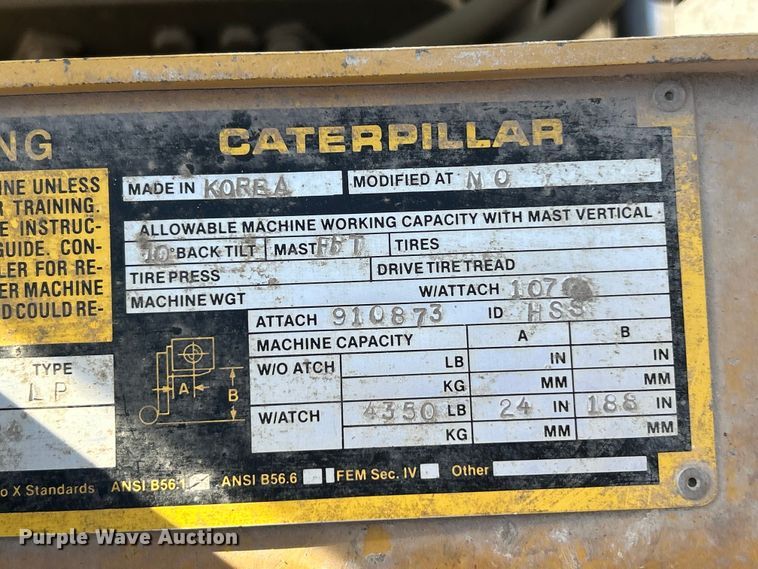 NG
CATERPILLAR
INE UNLESS
R TRAINING.
E INSTRUC-
GUIDE. CON-
LER FOR RE-
ER MACHINE
D COULD RE-
MADE IN KOREA
MODIFIED AT NO
ALLOWABLE MACHINE WORKING CAPACITY WITH MAST VERTICAL
10° BACK TILT MAST TIRES
TIRE PRESS DRIVE TIRE TREAD
MACHINE WGT W/ATTACH
ATTACH 910873 ID HSS
MACHINE CAPACITY A B
W/O ATCH LB IN IN
KG MM MM
W/ATCH 4350 LB 24 IN 188 IN
KG MM MM
A
B
TYPE
LP
4
o X Standards ANSI B56.1 ANSI B56.6 FEM Sec. IV Other
Purple Wave Auction